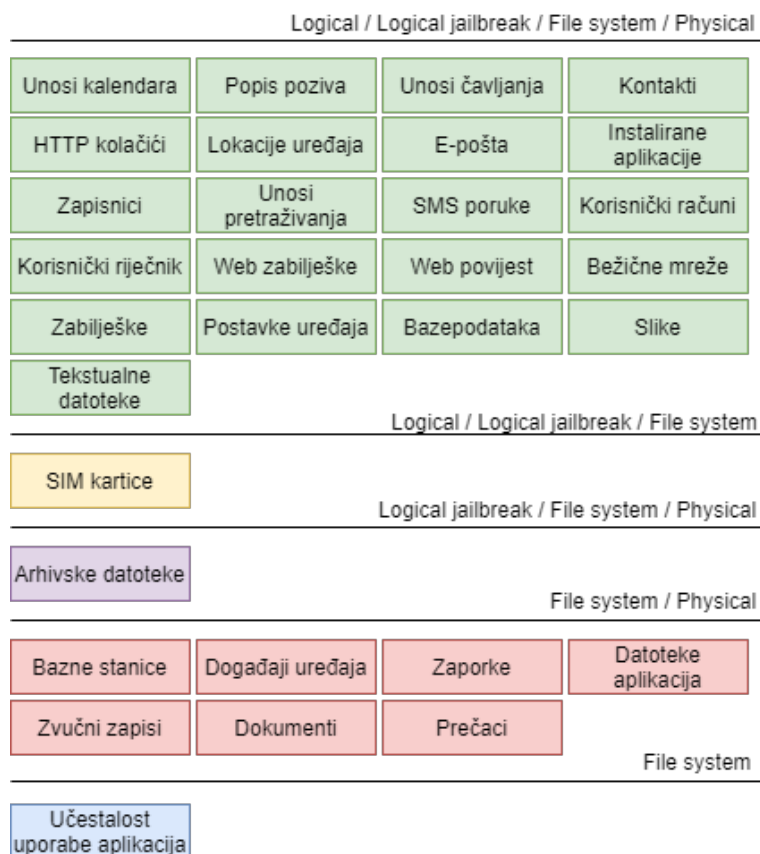 Logical / Logical jailbreak / File system / Physical
Unosi kalendara
Popis poziva
Unosi čavljanja
Kontakti
HTTP kolačići
Lokacije uređaja
E-pošta
Instalirane
aplikacije
Zapisnici
Unosi
pretraživanja
SMS poruke
Korisnički računi
Korisnički riječnik
Web zabilješke
Web povijest
Bežične mreže
Zabilješke
Postavke uređaja
Bazepodataka
Slike
Tekstualne
datoteke
Logical / Logical jailbreak / File system
SIM kartice
Logical jailbreak / File system / Physical
Arhivske datoteke
File system / Physical
Bazne stanice
Događaji uređaja
Zaporke
Datoteke
aplikacija
Zvučni zapisi
Dokumenti
Prečaci
File system
Učestalost
uporabe aplikacija